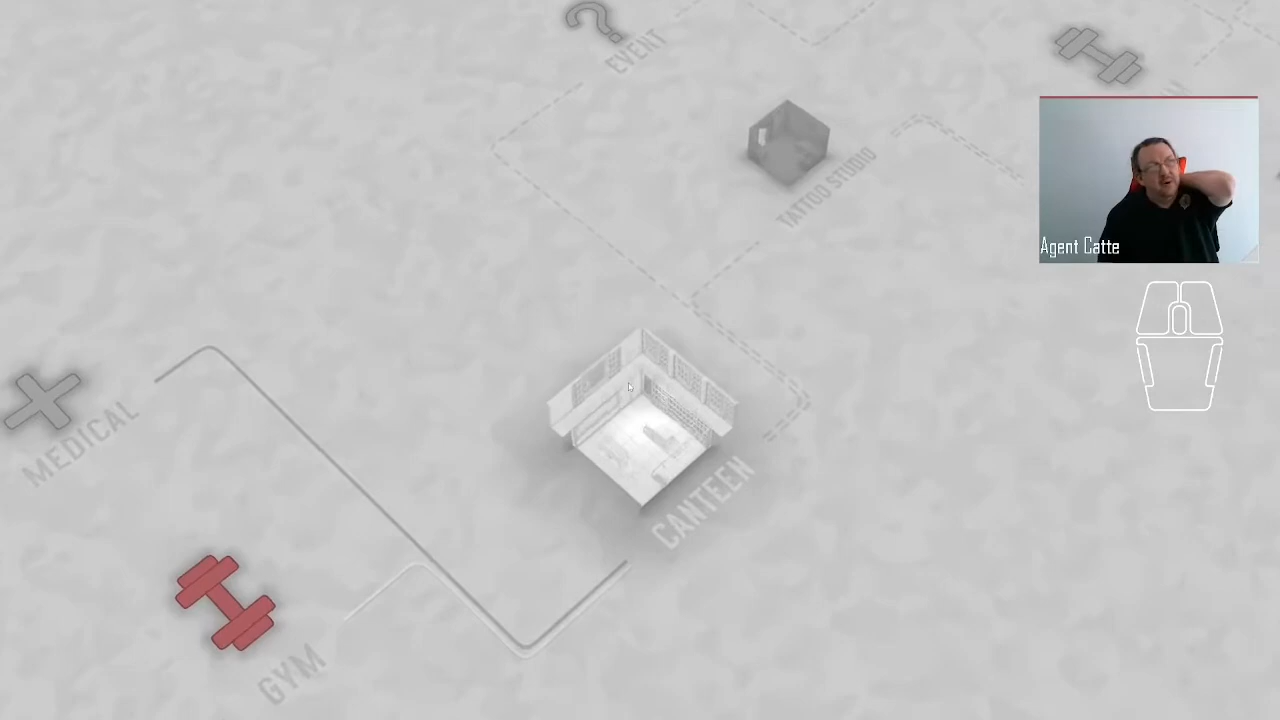 EVENT
TATTOO STUDIO
Agent Catte
MEDICAL
CANTEEN
GYM